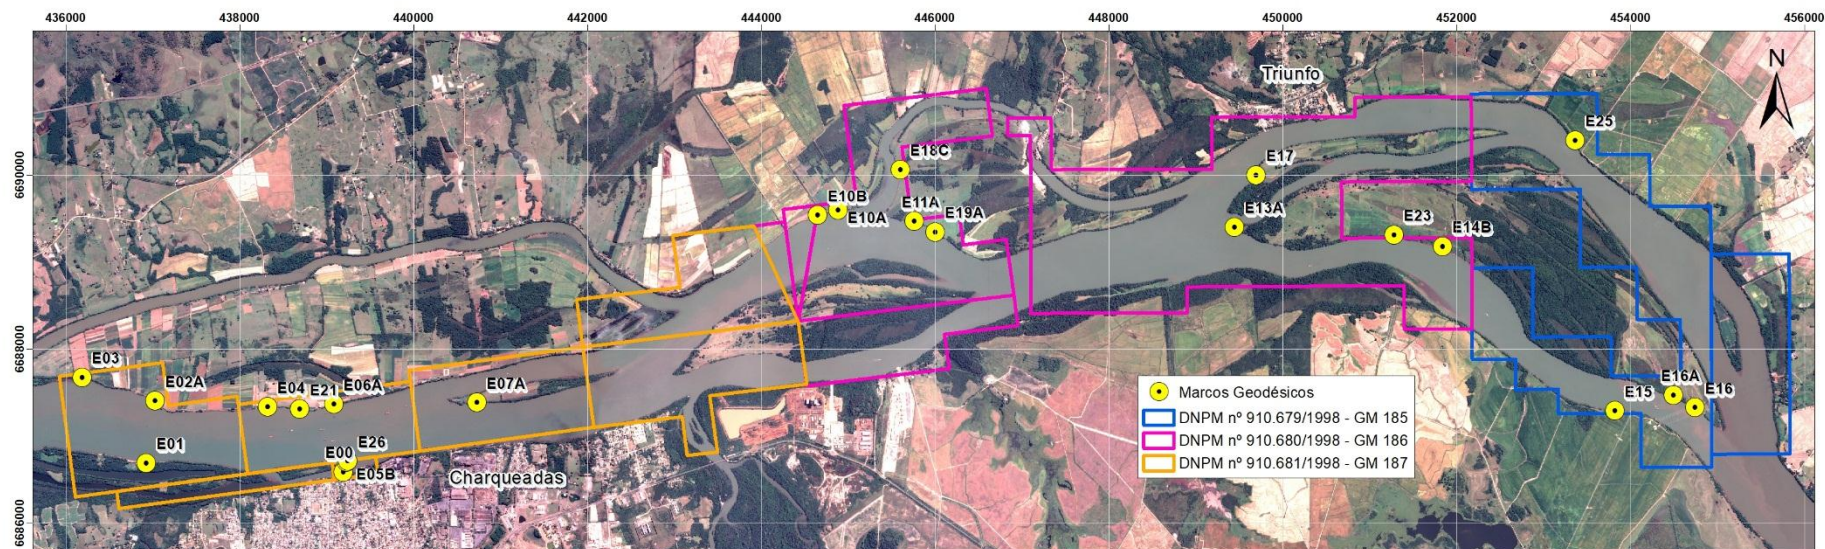 436000
438000
440000
442000
444000
446000
448000
450000
452000
454000
456000
N
Triunfo
E25
6690000
E18C
E17
E10B
E11A
E10A
E19A
E13A
E23
E14B
6688000
E03
E02A
E04
E21
E06A
E07A
E16A
E15
E16
Marcos Geodésicos
DNPM nº 910.679/1998 - GM 185
DNPM nº 910.680/1998 - GM 186
DNPM nº 910.681/1998 - GM 187
E01
E26
E00
E05B
Charqueadas
6686000